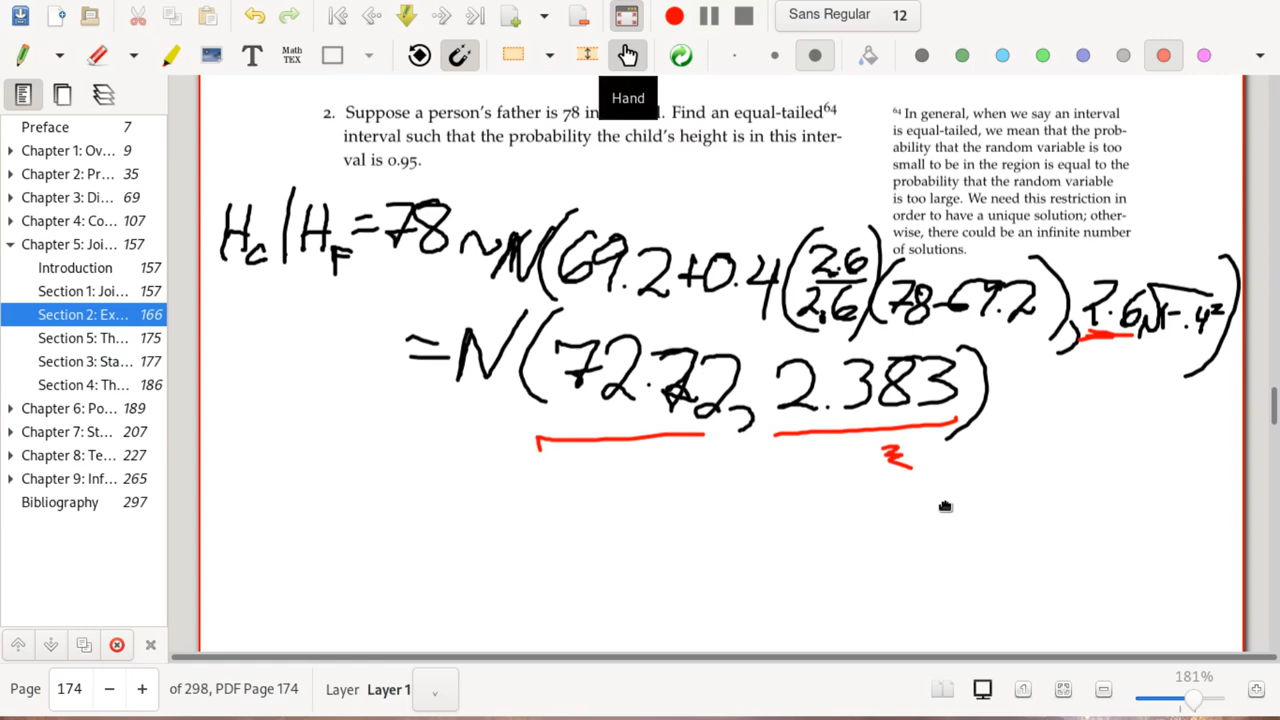 Sans Regular 12
T Math TEX
Hand
Preface 7
Chapter 1: Ov... 9
Chapter 2: Pr... 35
Chapter 3: Di... 69
Chapter 4: Co... 107
Chapter 5: Joi... 157
Introduction 157
Section 1: Joi... 157
Section 2: Ex... 166
Section 5: Th... 175
Section 3: Sta... 177
Section 4: Th... 186
Chapter 6: Po... 189
Chapter 7: St... 207
Chapter 8: Te... 227
Chapter 9: Inf... 265
Bibliography 297
2. Suppose a person's father is 78 in Find an equal-tailed⁶⁴
interval such that the probability the child's height is in this inter-
val is 0.95.
⁶⁴ In general, when we say an interval
is equal-tailed, we mean that the prob-
ability that the random variable is too
small to be in the region is equal to the
probability that the random variable
is too large. We need this restriction in
order to have a unique solution; other-
wise, there could be an infinite number
of solutions.
H_C | H_F = 78 ~ N(69.2+0.4(2.6/2.6)(78-69.2), 2.6√1-.4²)
= N(72.72, 2.383)
Page 174 of 298, PDF Page 174 Layer Layer 1 181%